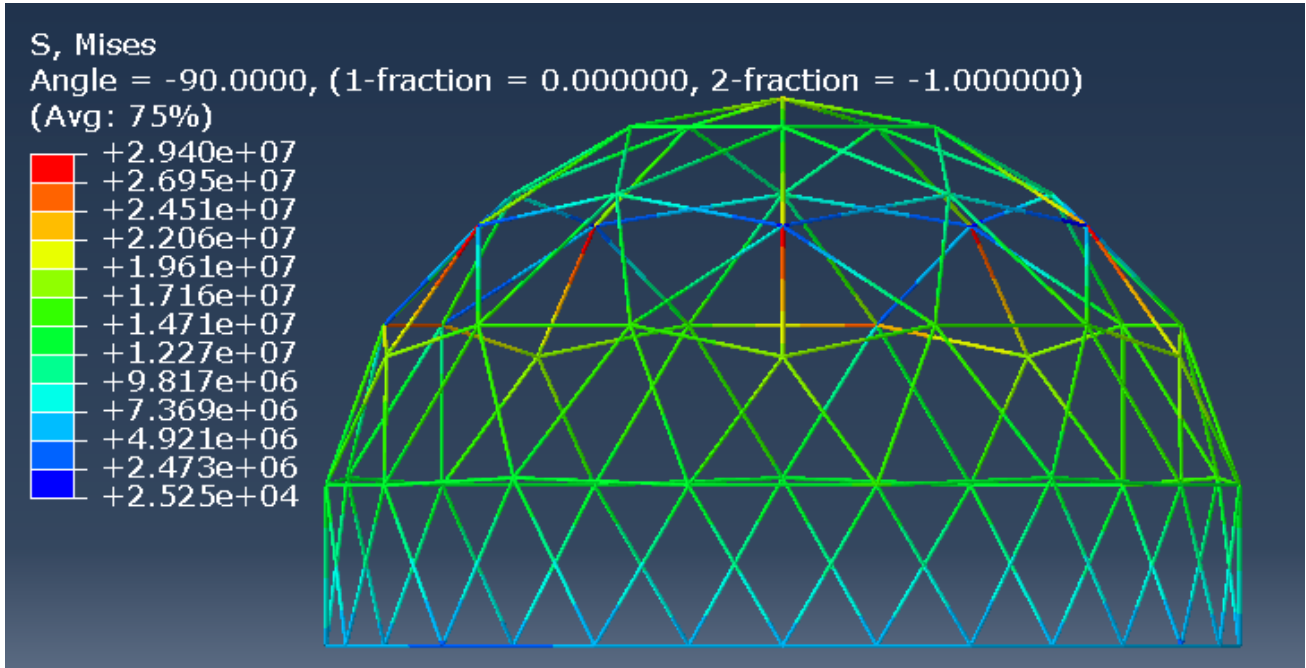 S, Mises
Angle = -90.0000, (1-fraction = 0.000000, 2-fraction = -1.000000)
(Avg: 75%)
+2.940e+07
+2.695e+07
+2.451e+07
+2.206e+07
+1.961e+07
+1.716e+07
+1.471e+07
+1.227e+07
+9.817e+06
+7.369e+06
+4.921e+06
+2.473e+06
+2.525e+04